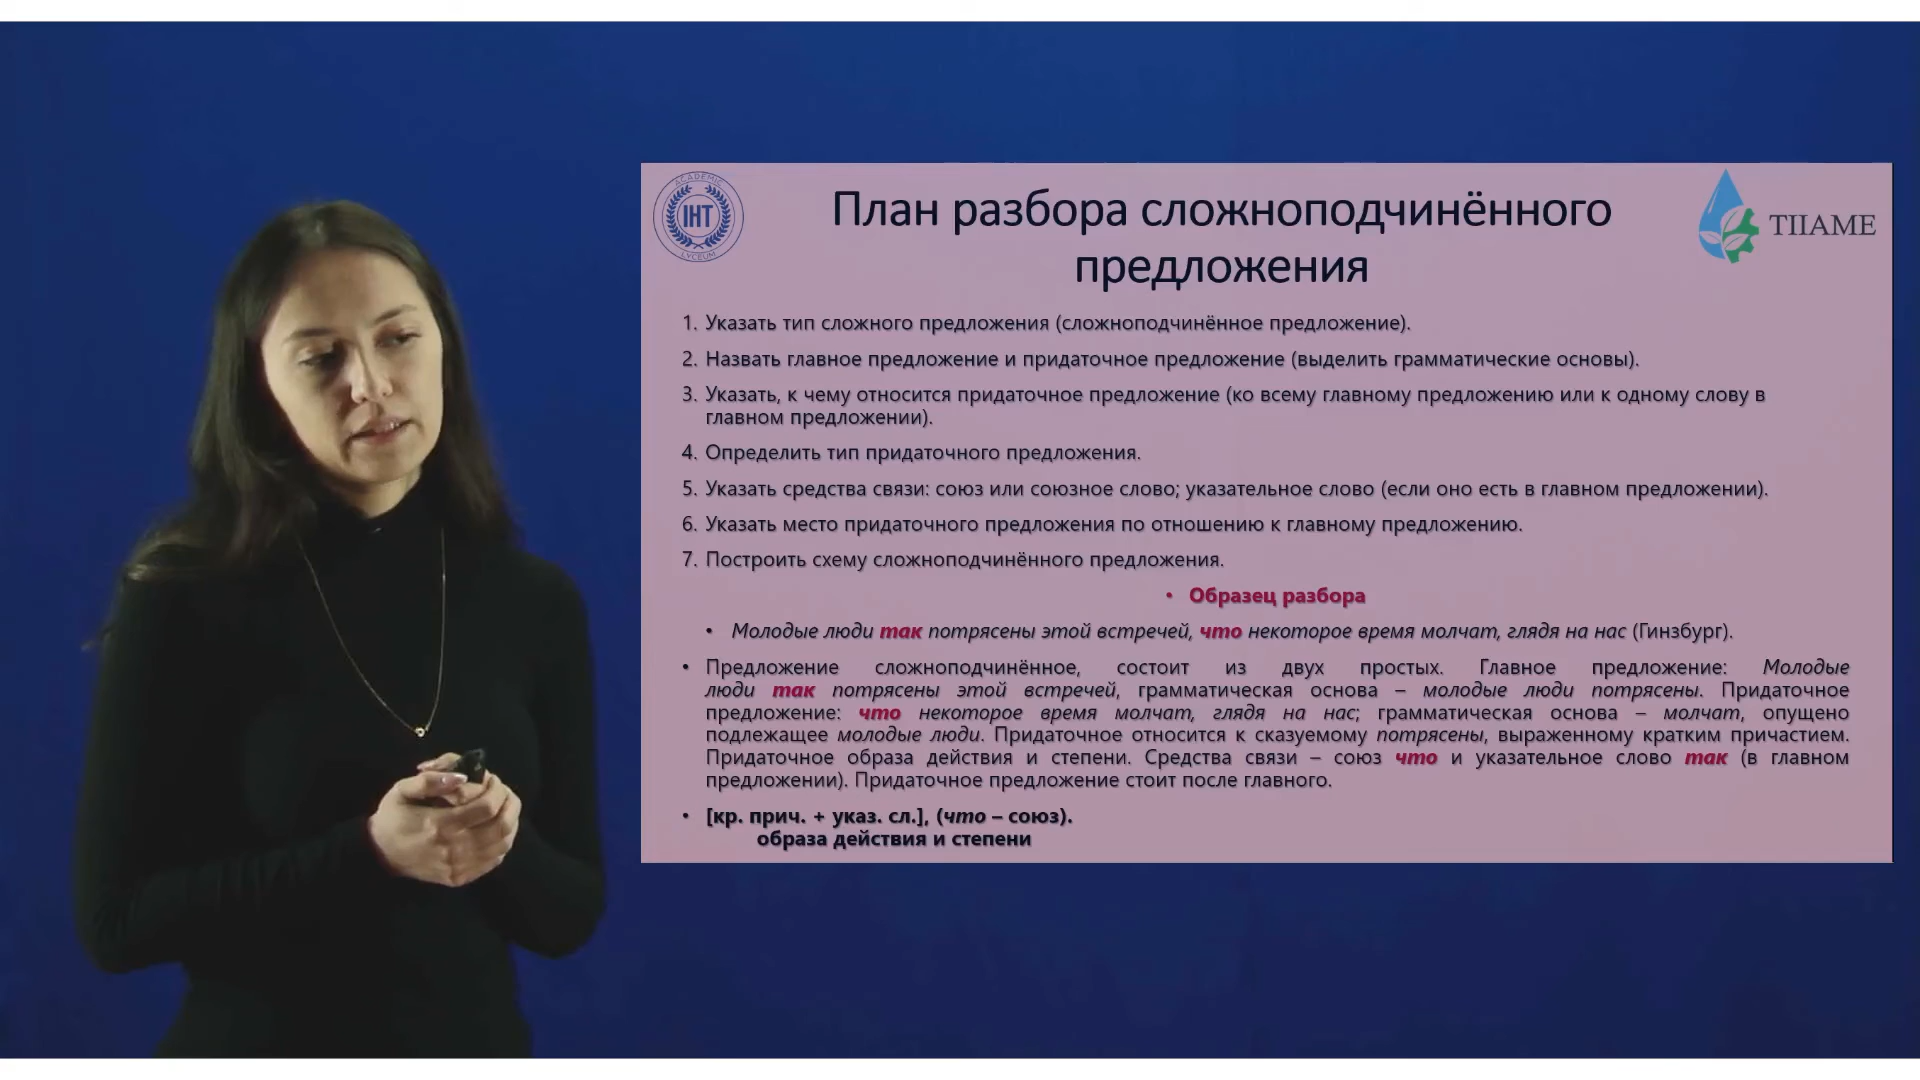 ACADEMIC
IHT
LYCEUM
План разбора сложноподчинённого
предложения
TIIAME
1. Указать тип сложного предложения (сложноподчинённое предложение).
2. Назвать главное предложение и придаточное предложение (выделить грамматические основы).
3. Указать, к чему относится придаточное предложение (ко всему главному предложению или к одному слову в
главном предложении).
4. Определить тип придаточного предложения.
5. Указать средства связи: союз или союзное слово; указательное слово (если оно есть в главном предложении).
6. Указать место придаточного предложения по отношению к главному предложению.
7. Построить схему сложноподчинённого предложения.
• Образец разбора
• Молодые люди так потрясены этой встречей, что некоторое время молчат, глядя на нас (Гинзбург).
• Предложение сложноподчинённое, состоит из двух простых. Главное предложение: Молодые
люди так потрясены этой встречей, грамматическая основа – молодые люди потрясены. Придаточное
предложение: что некоторое время молчат, глядя на нас; грамматическая основа – молчат, опущено
подлежащее молодые люди. Придаточное относится к сказуемому потрясены, выраженному кратким причастием.
Придаточное образа действия и степени. Средства связи – союз что и указательное слово так (в главном
предложении). Придаточное предложение стоит после главного.
• [кр. прич. + указ. сл.], (что – союз).
образа действия и степени